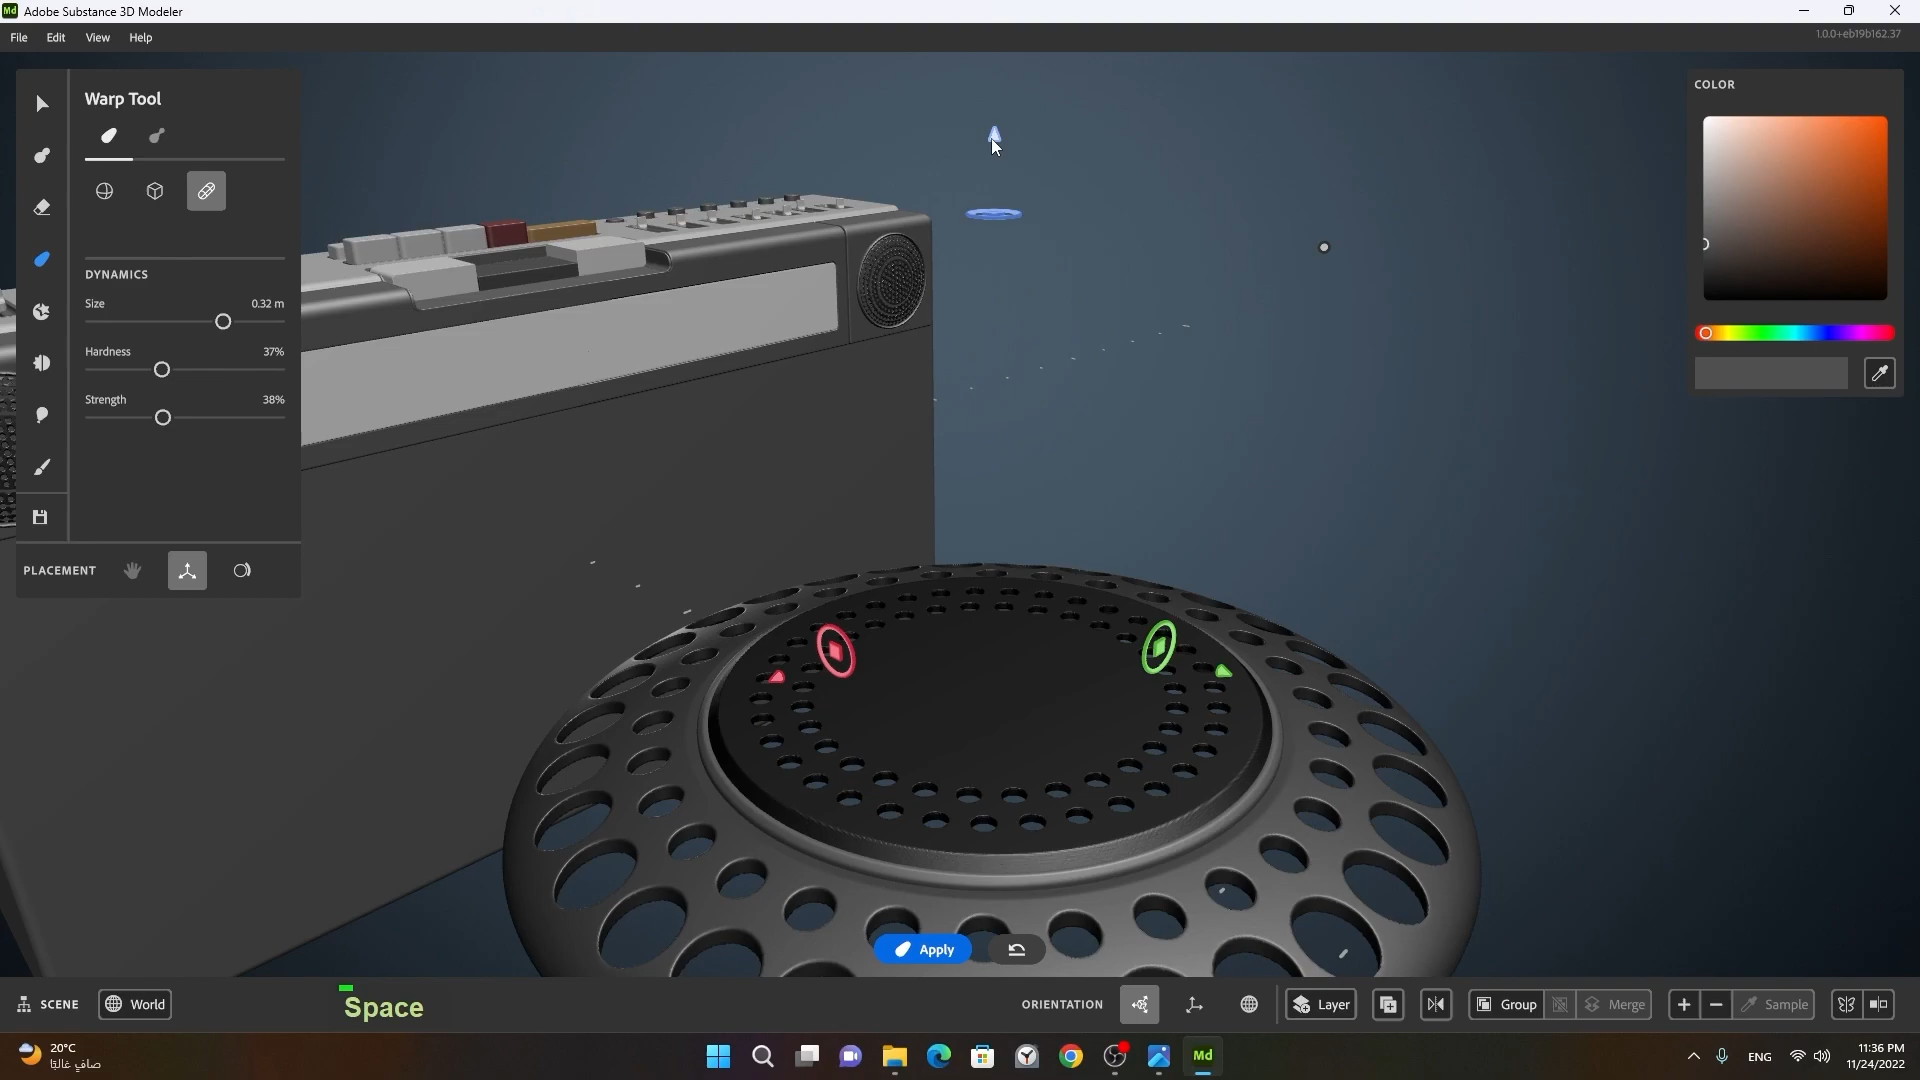 Md Adobe Substance 3D Modeler
File Edit View Help
1.0.0+eb19b162.37
Warp Tool
DYNAMICS
Size 0.32 m
Hardness 37%
Strength 38%
PLACEMENT
COLOR
Apply
SCENE World
Space
ORIENTATION
Layer
Group
Merge
Sample
20°C
صافٍ غالبًا
Md
ENG
11:36 PM
11/24/2022